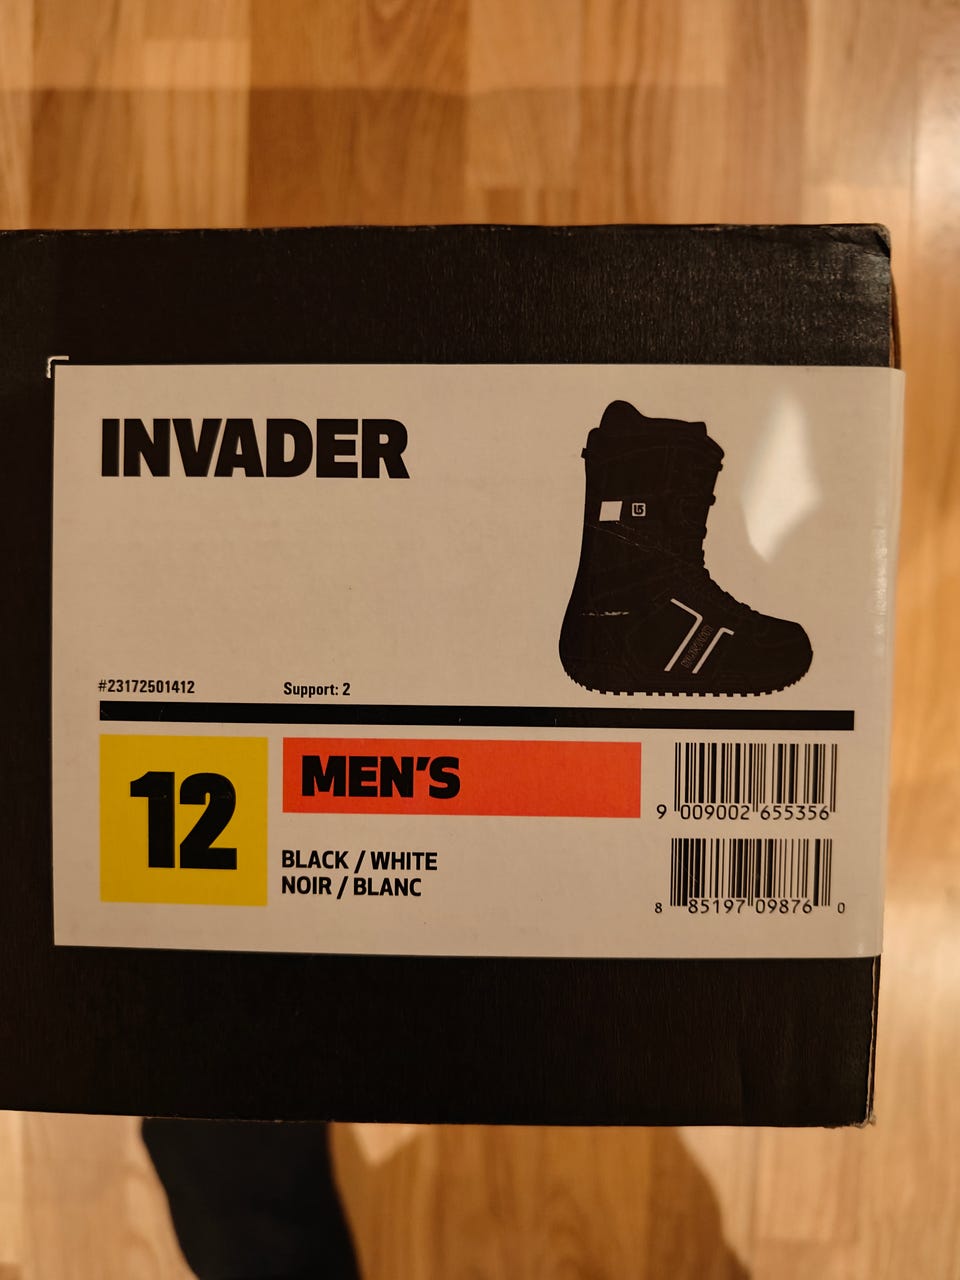 INVADER
#23172501412
Support: 2
12
MEN'S
BLACK / WHITE
NOIR / BLANC
9 009002 655356
8 85197 09876 0